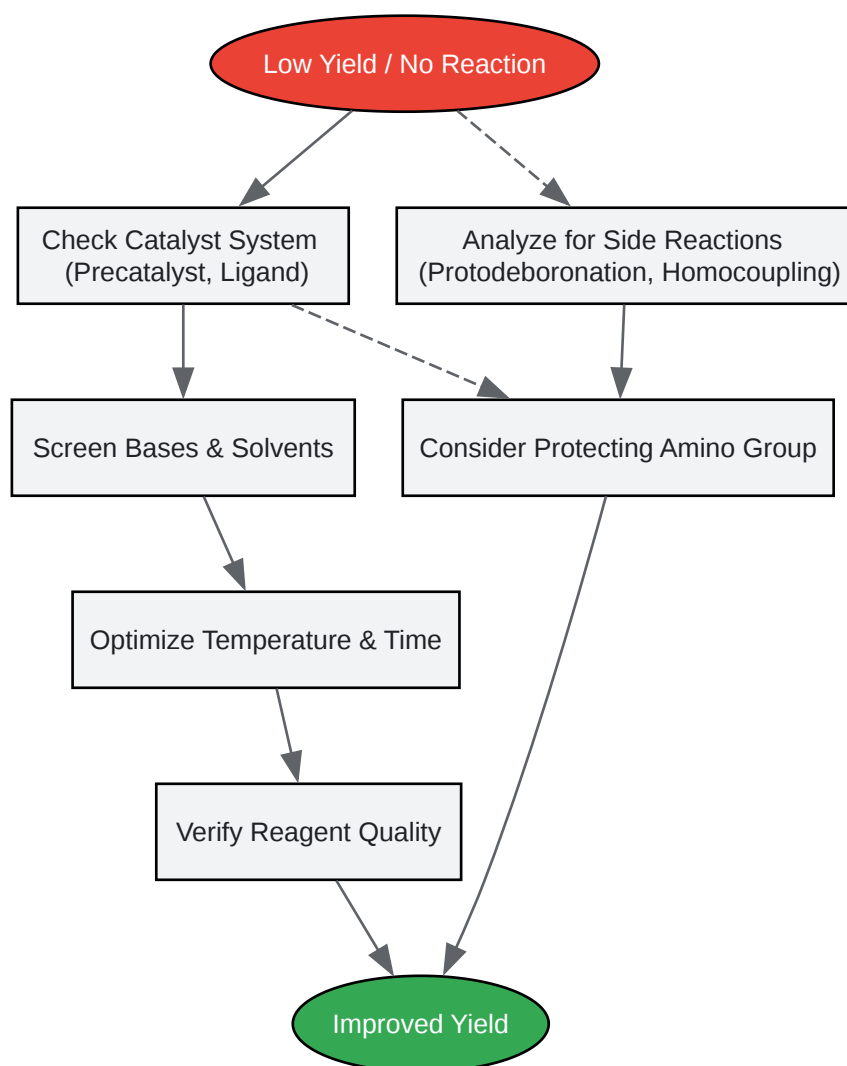 Low Yield / No Reaction
Check Catalyst System
(Precatalyst, Ligand)
Analyze for Side Reactions
(Protodeboronation, Homocoupling)
Screen Bases & Solvents
Consider Protecting Amino Group
Optimize Temperature & Time
Verify Reagent Quality
Improved Yield